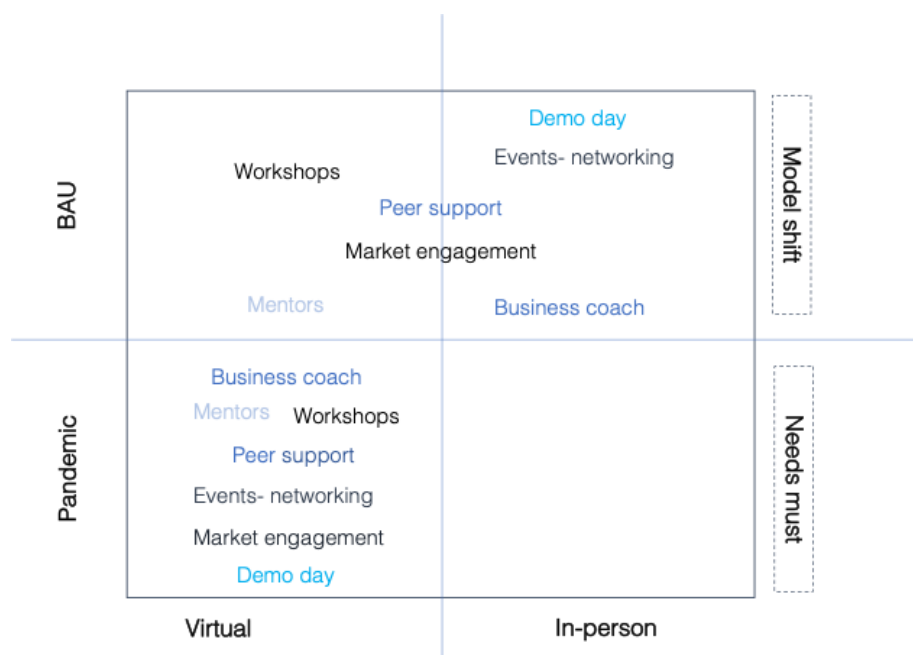 Demo day
Events- networking
Workshops
Peer support
Market engagement
Mentors
Business coach
BAU
Model shift
Business coach
Mentors
Workshops
Peer support
Events- networking
Market engagement
Demo day
Pandemic
Needs must
Virtual
In-person